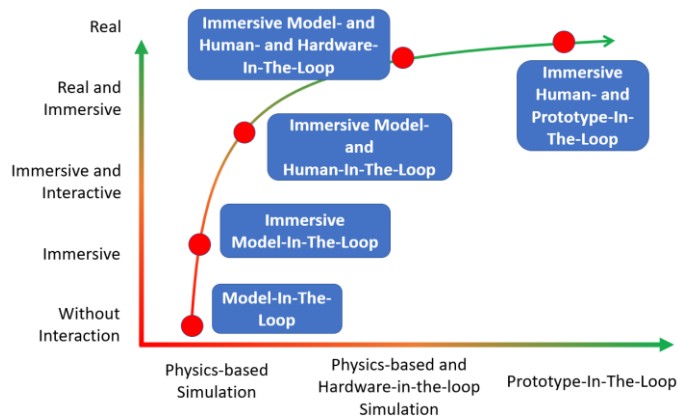 Real
Real and
Immersive
Immersive and
Interactive
Immersive
Without
Interaction
Immersive Model- and
Human- and Hardware-
In-The-Loop
Immersive
Human- and
Prototype-In-
The-Loop
Immersive Model-
and
Human-In-The-Loop
Immersive
Model-In-The-Loop
Model-In-The-
Loop
Physics-based
Simulation
Physics-based and
Hardware-in-the-loop
Simulation
Prototype-In-The-Loop